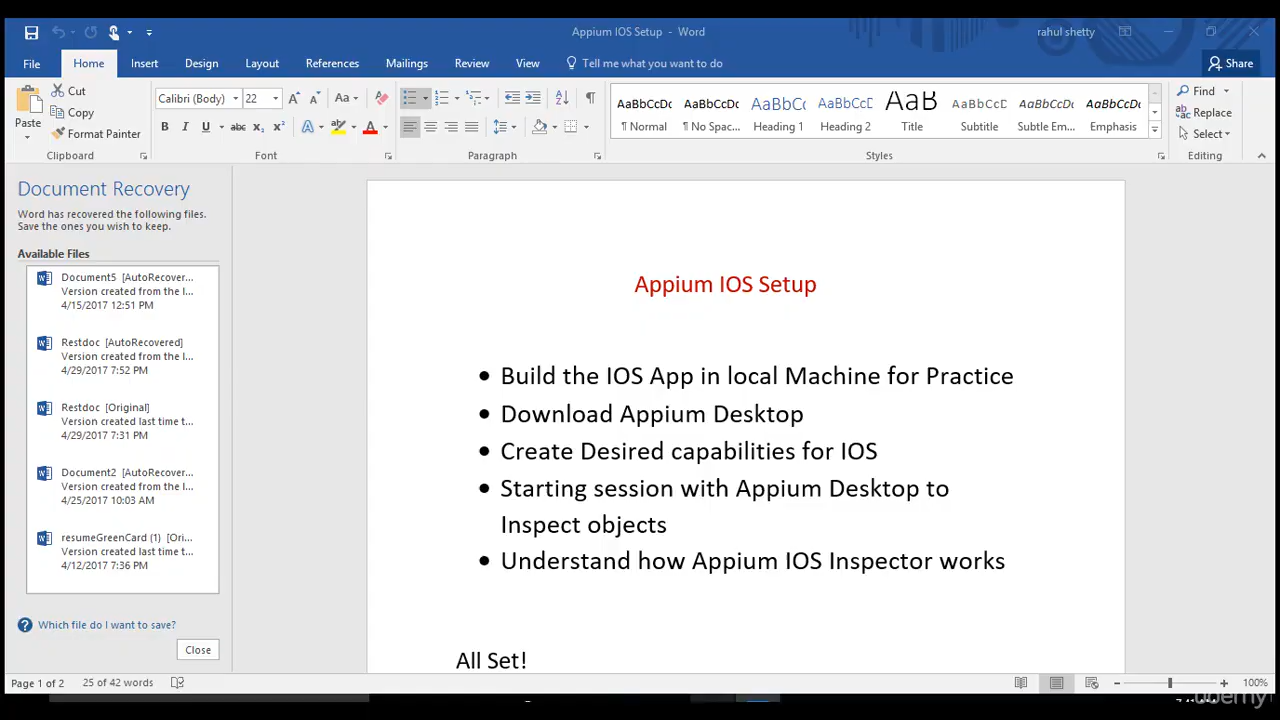 Appium IOS Setup - Word
rahul shetty
File Home Insert Design Layout References Mailings Review View Tell me what you want to do Share
Paste
Cut
Copy
Format Painter
Clipboard
Calibri (Body) 22
Font
Paragraph
AaBbCcDc AaBbCcDc AaBbCc AaBbCcD AaB AaBbCcD AaBbCcDc AaBbCcDc
¶ Normal ¶ No Spac... Heading 1 Heading 2 Title Subtitle Subtle Em... Emphasis
Styles
Find
Replace
Select
Editing
Document Recovery
Word has recovered the following files.
Save the ones you wish to keep.
Available Files
Document5 [AutoRecover...
Version created from the l...
4/15/2017 12:51 PM
Restdoc [AutoRecovered]
Version created from the l...
4/29/2017 7:52 PM
Restdoc [Original]
Version created last time t...
4/29/2017 7:31 PM
Document2 [AutoRecover...
Version created from the l...
4/25/2017 10:03 AM
resumeGreenCard (1) [Ori...
Version created last time t...
4/12/2017 7:36 PM
Which file do I want to save?
Close
Appium IOS Setup
• Build the IOS App in local Machine for Practice
• Download Appium Desktop
• Create Desired capabilities for IOS
• Starting session with Appium Desktop to
Inspect objects
• Understand how Appium IOS Inspector works
All Set!
Page 1 of 2 25 of 42 words 100%
udemy